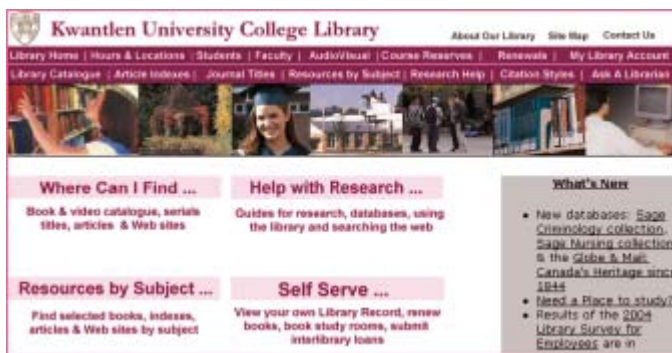 Kwantlen University College Library
About Our Library Site Map Contact Us
Library Home | Hours & Locations Students | Faculty | AudioVisual | Course Reserves | Renewals | My Library Account
Library Catalogue | Article Indexes | Journal Titles | Resources by Subject | Research Help | Citation Styles | Ask A Librarian
Where Can I Find ...
Book & video catalogue, serials
titles, articles & Web sites
Help with Research ...
Guides for research, databases, using
the library and searching the web
Resources by Subject ...
Find selected books, indexes,
articles & Web sites by subject
Self Serve ...
View your own Library Record, renew
books, book study rooms, submit
interlibrary loans
What's New
New databases: Sage
Criminology collection,
Sage Nursing collection
& the Globe & Mail:
Canada's Heritage since
1844
Need a Place to study?
Results of the 2004
Library Survey for
Employees are in